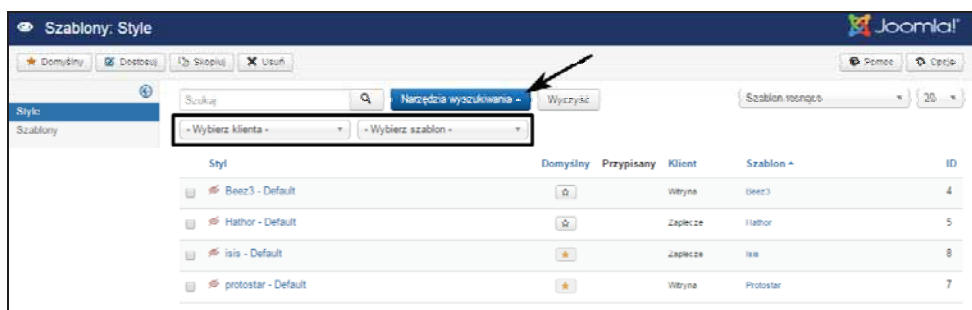 Szablony: Style
Joomla!
Domyślny Dostosuj Skopiuj Usuń Pomoc Opcje
Szukaj Narzędzia wyszukiwania Wyczyść Szablon rosnąco 20
Style
Szablony
- Wybierz klienta - - Wybierz szablon -
Styl Domyślny Przypisany Klient Szablon ID
Beez3 - Default Witryna Beez3 4
Hathor - Default Zaplecze Hathor 5
isis - Default Zaplecze isis 8
protostar - Default Witryna Protostar 7